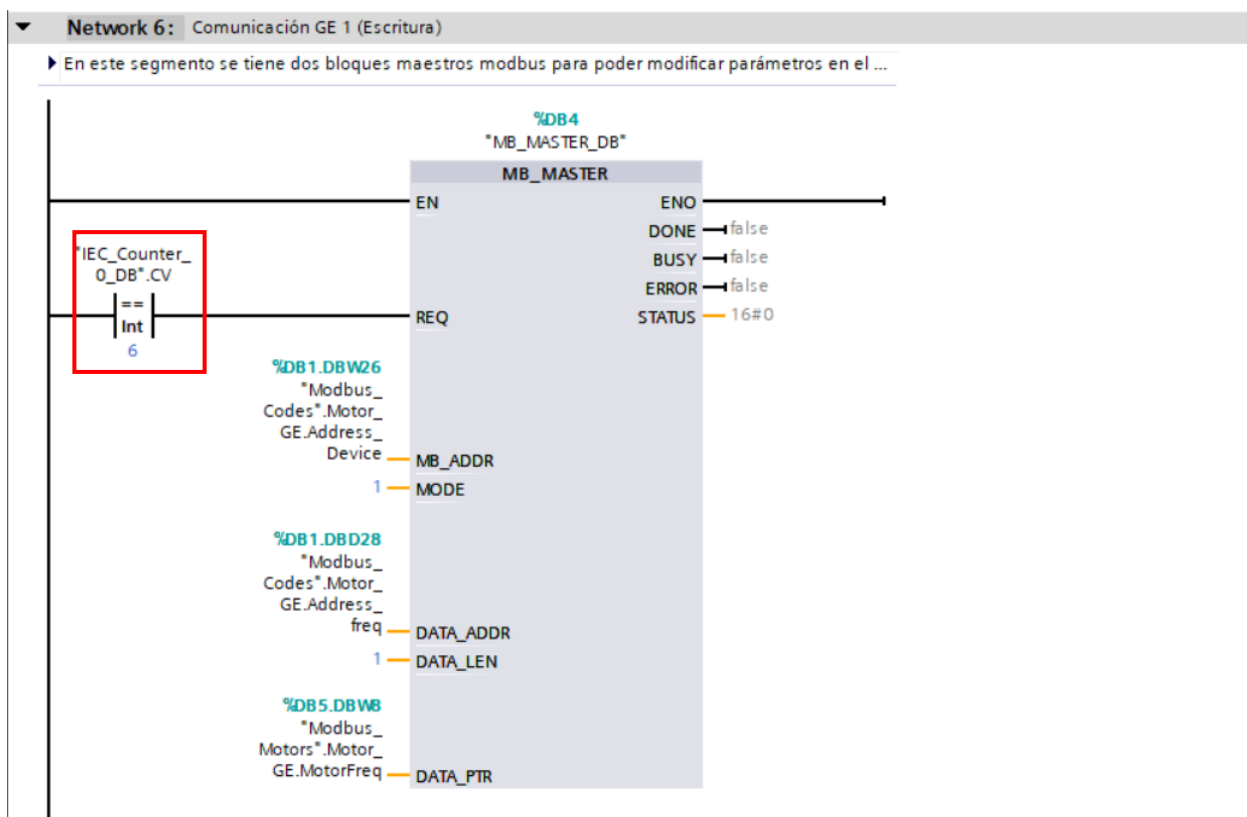 Network 6: Comunicación GE 1 (Escritura)
En este segmento se tiene dos bloques maestros modbus para poder modificar parámetros en el ...
%DB4
"MB_MASTER_DB"
MB_MASTER
EN ENO
DONE false
"IEC_Counter_
0_DB".CV
BUSY false
ERROR false
==
Int
6
REQ STATUS 16#0
%DB1.DBW26
"Modbus_
Codes".Motor_
GE.Address_
Device MB_ADDR
1 MODE
%DB1.DBD28
"Modbus_
Codes".Motor_
GE.Address_
freq DATA_ADDR
1 DATA_LEN
%DB5.DBW8
"Modbus_
Motors".Motor_
GE.MotorFreq DATA_PTR